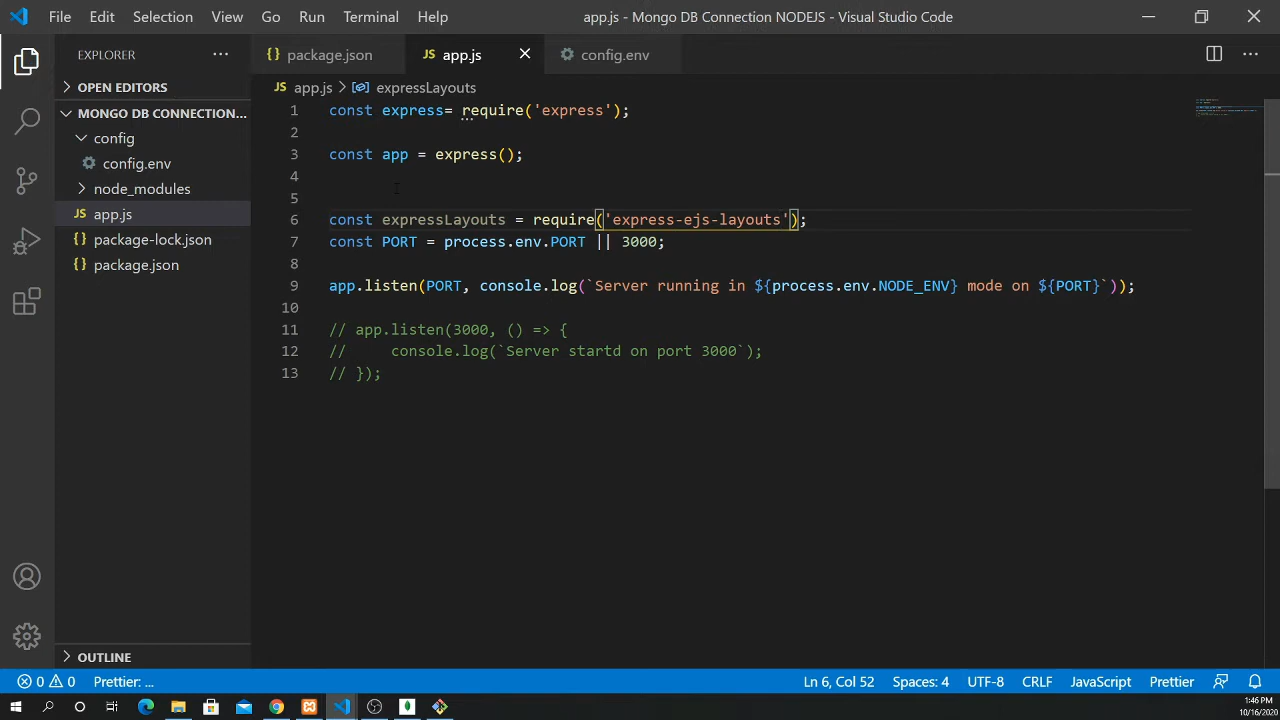 File Edit Selection View Go Run Terminal Help app.js - Mongo DB Connection NODEJS - Visual Studio Code
EXPLORER ...
{} package.json JS app.js config.env ...
OPEN EDITORS
JS app.js > expressLayouts
MONGO DB CONNECTION...
config
config.env
node_modules
JS app.js
{} package-lock.json
{} package.json
1 const express= require('express');
2
3 const app = express();
4
5
6 const expressLayouts = require('express-ejs-layouts');
7 const PORT = process.env.PORT || 3000;
8
9 app.listen(PORT, console.log(`Server running in ${process.env.NODE_ENV} mode on ${PORT}`));
10
11 // app.listen(3000, () => {
12 //     console.log(`Server startd on port 3000`);
13 // });
OUTLINE
0 0 Prettier: ... Ln 6, Col 52 Spaces: 4 UTF-8 CRLF JavaScript Prettier
1:46 PM
10/16/2020